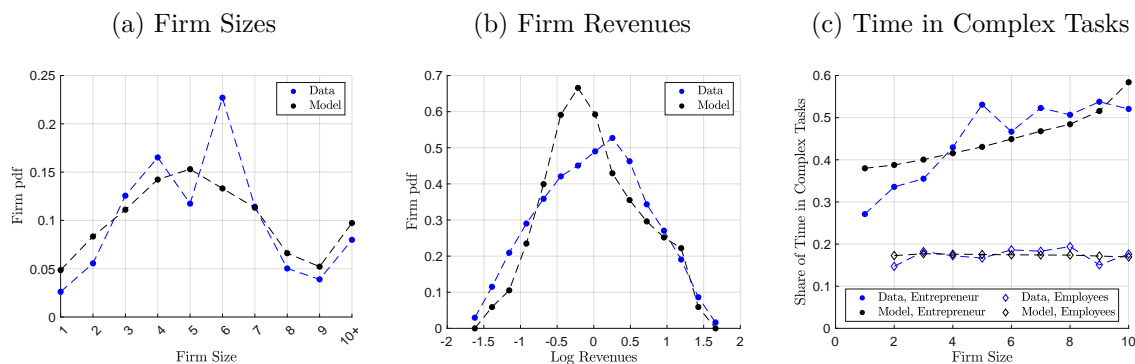 (a) Firm Sizes
(b) Firm Revenues
(c) Time in Complex Tasks
0.25
0.2
0.15
0.1
0.05
0
Firm pdf
Data
Model
1 2 3 4 5 6 7 8 9 10+
Firm Size
0.7
0.6
0.5
0.4
0.3
0.2
0.1
0
Firm pdf
Data
Model
-2 -1.5 -1 -0.5 0 0.5 1 1.5 2
Log Revenues
0.6
0.5
0.4
0.3
0.2
0.1
0
Share of Time in Complex Tasks
Data, Entrepreneur
Model, Entrepreneur
Data, Employees
Model, Employees
0 2 4 6 8 10
Firm Size